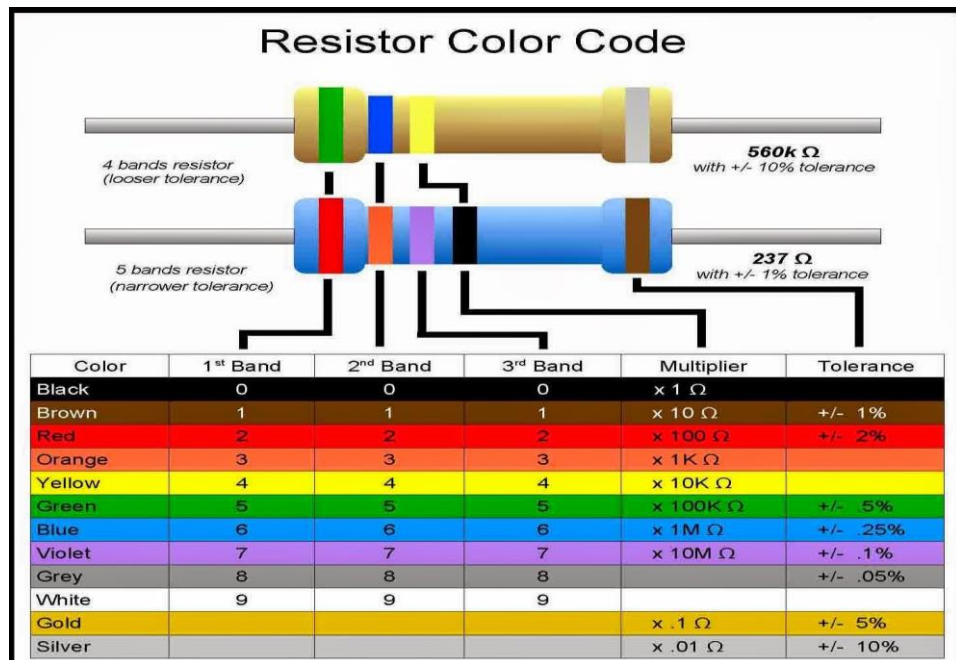 Resistor Color Code
4 bands resistor
(looser tolerance)
560k Ω
with +/- 10% tolerance
5 bands resistor
(narrower tolerance)
237 Ω
with +/- 1% tolerance
Color 1st Band 2nd Band 3rd Band Multiplier Tolerance
Black 0 0 0 x 1 Ω
Brown 1 1 1 x 10 Ω +/- 1%
Red 2 2 2 x 100 Ω +/- 2%
Orange 3 3 3 x 1K Ω
Yellow 4 4 4 x 10K Ω
Green 5 5 5 x 100K Ω +/- .5%
Blue 6 6 6 x 1M Ω +/- .25%
Violet 7 7 7 x 10M Ω +/- .1%
Grey 8 8 8 +/- .05%
White 9 9 9
Gold x .1 Ω +/- 5%
Silver x .01 Ω +/- 10%